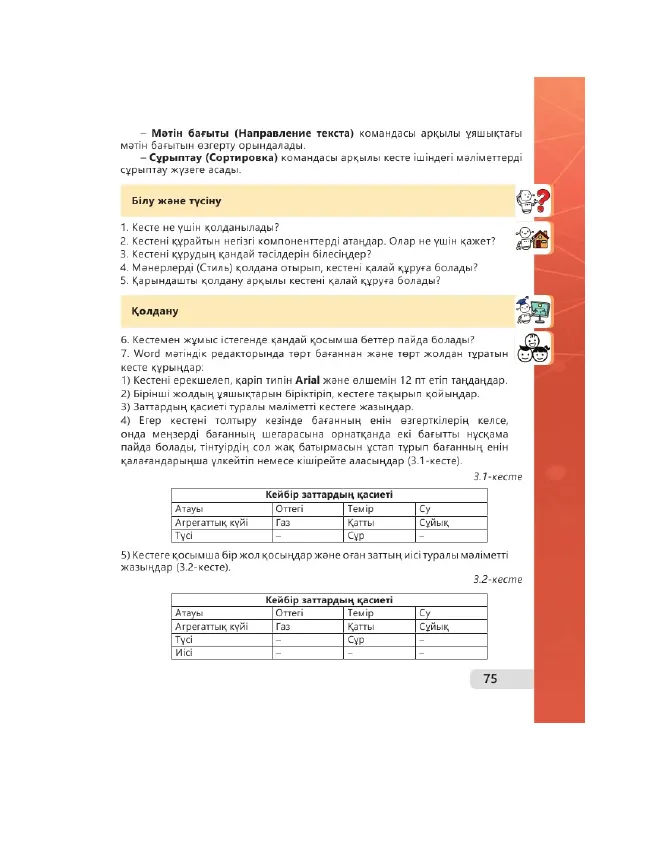 – Мәтін бағыты (Направление текста) командасы арқылы ұяшықтағы
мәтін бағытын өзгерту орындалады.
– Сұрыптау (Сортировка) командасы арқылы кесте ішіндегі мәліметтерді
сұрыптау жүзеге асады.
Білу және түсіну
1. Кесте не үшін қолданылады?
2. Кестені құрайтын негізгі компоненттерді атаңдар. Олар не үшін қажет?
3. Кестені құрудың қандай тәсілдерін білесіңдер?
4. Мәнерлерді (Стиль) қолдана отырып, кестені қалай құруға болады?
5. Қарындашты қолдану арқылы кестені қалай құруға болады?
Қолдану
6. Кестемен жұмыс істегенде қандай қосымша беттер пайда болады?
7. Word мәтіндік редакторында төрт бағаннан және төрт жолдан тұратын
кесте құрыңдар:
1) Кестені ерекшелеп, қаріп типін Arial және өлшемін 12 пт етіп таңдаңдар.
2) Бірінші жолдың ұяшықтарын біріктіріп, кестеге тақырып қойыңдар.
3) Заттардың қасиеті туралы мәліметті кестеге жазыңдар.
4) Егер кестені толтыру кезінде бағанның енін өзгерткілерің келсе,
онда меңзерді бағанның шегарасына орнатқанда екі бағытты нұсқама
пайда болады, тінтуірдің сол жақ батырмасын ұстап тұрып бағанның енін
қалағандарыңша үлкейтіп немесе кішірейте аласыңдар (3.1-кесте).
3.1-кесте
Кейбір заттардың қасиеті
Атауы Оттегі Темір Су
Агрегаттық күйі Газ Қатты Сұйық
Түсі – Сұр –
5) Кестеге қосымша бір жол қосыңдар және оған заттың иісі туралы мәліметті
жазыңдар (3.2-кесте).
3.2-кесте
Кейбір заттардың қасиеті
Атауы Оттегі Темір Су
Агрегаттық күйі Газ Қатты Сұйық
Түсі – Сұр –
Иісі – – –
75